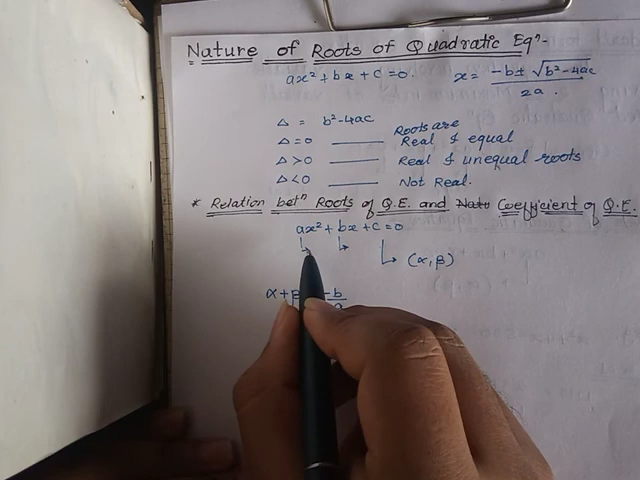 Nature of Roots of Quadratic Eqⁿ-
ax² + bx + c = 0. x = -b ± √b²-4ac / 2a.
Δ = b²-4ac
Roots are
Δ = 0 —— Real & equal
Δ > 0 —— Real & unequal roots
Δ < 0 —— Not Real.
* Relation betⁿ Roots of Q.E. and Natu Coefficient of Q.E.
ax² + bx + c = 0
(α, β)
α + β -b / a